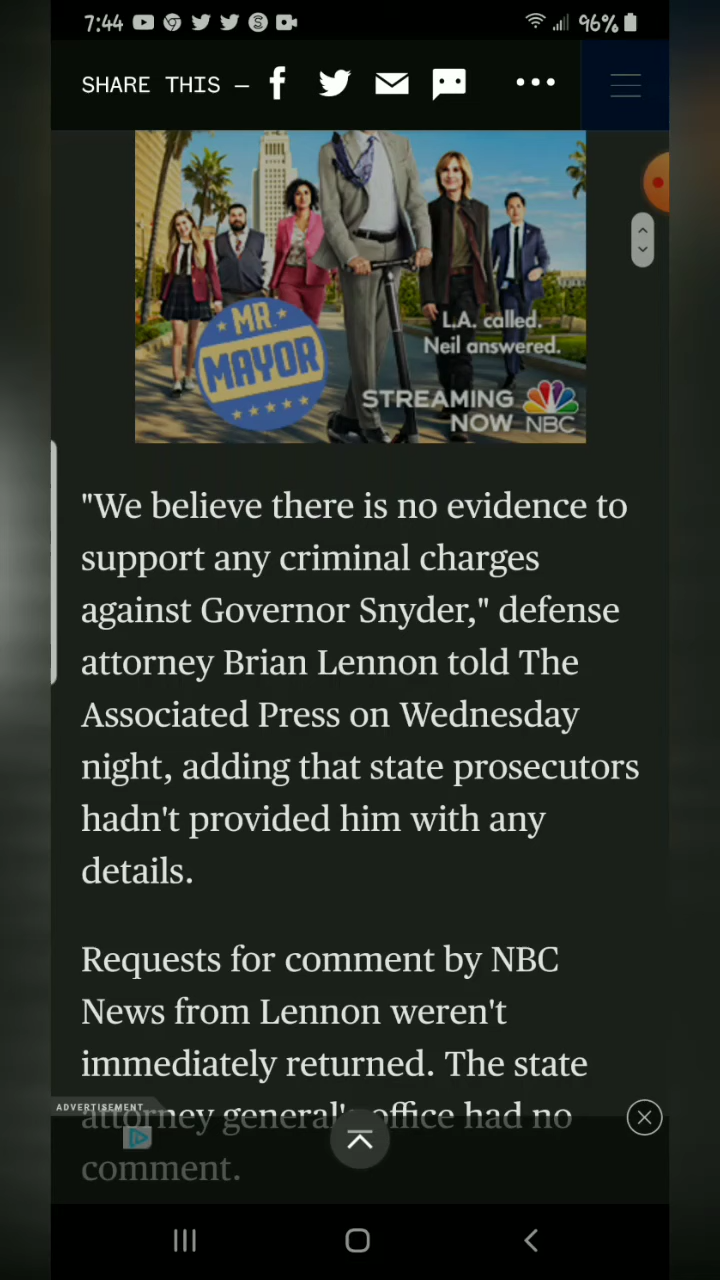 7:44 96%
SHARE THIS –
MR.
MAYOR
L.A. called.
Neil answered.
STREAMING
NOW NBC
"We believe there is no evidence to
support any criminal charges
against Governor Snyder," defense
attorney Brian Lennon told The
Associated Press on Wednesday
night, adding that state prosecutors
hadn't provided him with any
details.
Requests for comment by NBC
News from Lennon weren't
immediately returned. The state
ADVERTISEMENT
attorney general's office had no
comment.